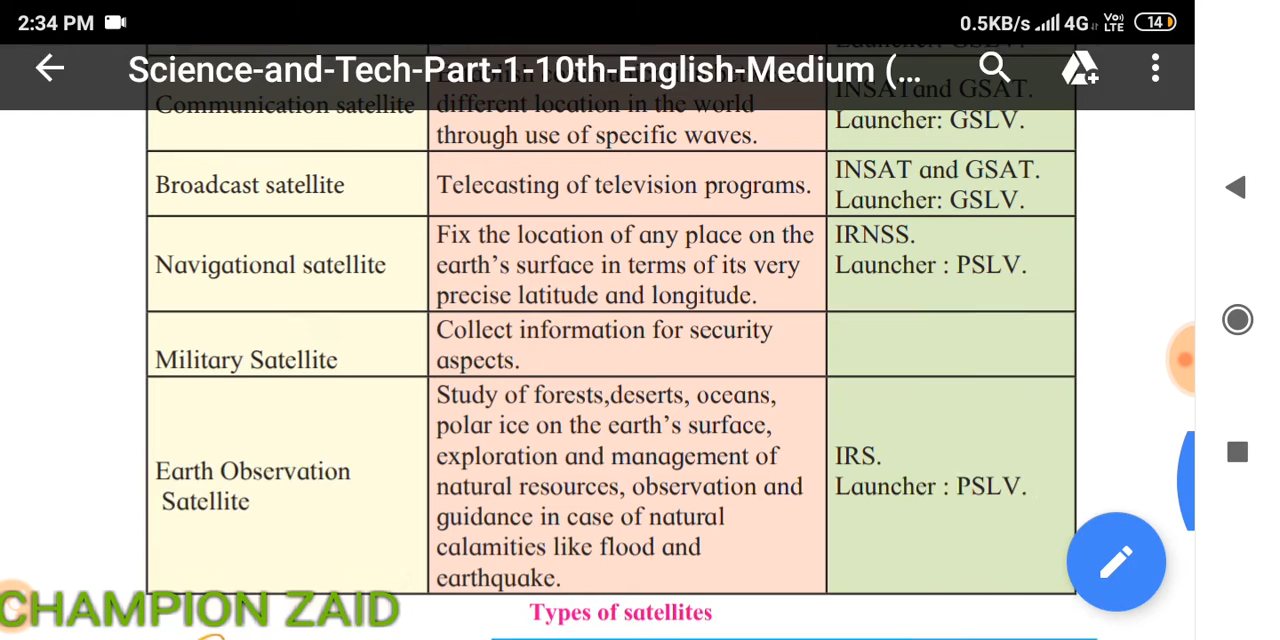 2:34 PM
0.5KB/s 4G Vo) LTE 14
Science-and-Tech-Part-1-10th-English-Medium (...
Communication satellite
different location in the world
through use of specific waves.
INSAT and GSAT.
Launcher: GSLV.
Broadcast satellite
Telecasting of television programs.
INSAT and GSAT.
Launcher: GSLV.
Navigational satellite
Fix the location of any place on the
earth's surface in terms of its very
precise latitude and longitude.
IRNSS.
Launcher : PSLV.
Military Satellite
Collect information for security
aspects.
Earth Observation
Satellite
Study of forests,deserts, oceans,
polar ice on the earth's surface,
exploration and management of
natural resources, observation and
guidance in case of natural
calamities like flood and
earthquake.
IRS.
Launcher : PSLV.
CHAMPION ZAID
Types of satellites